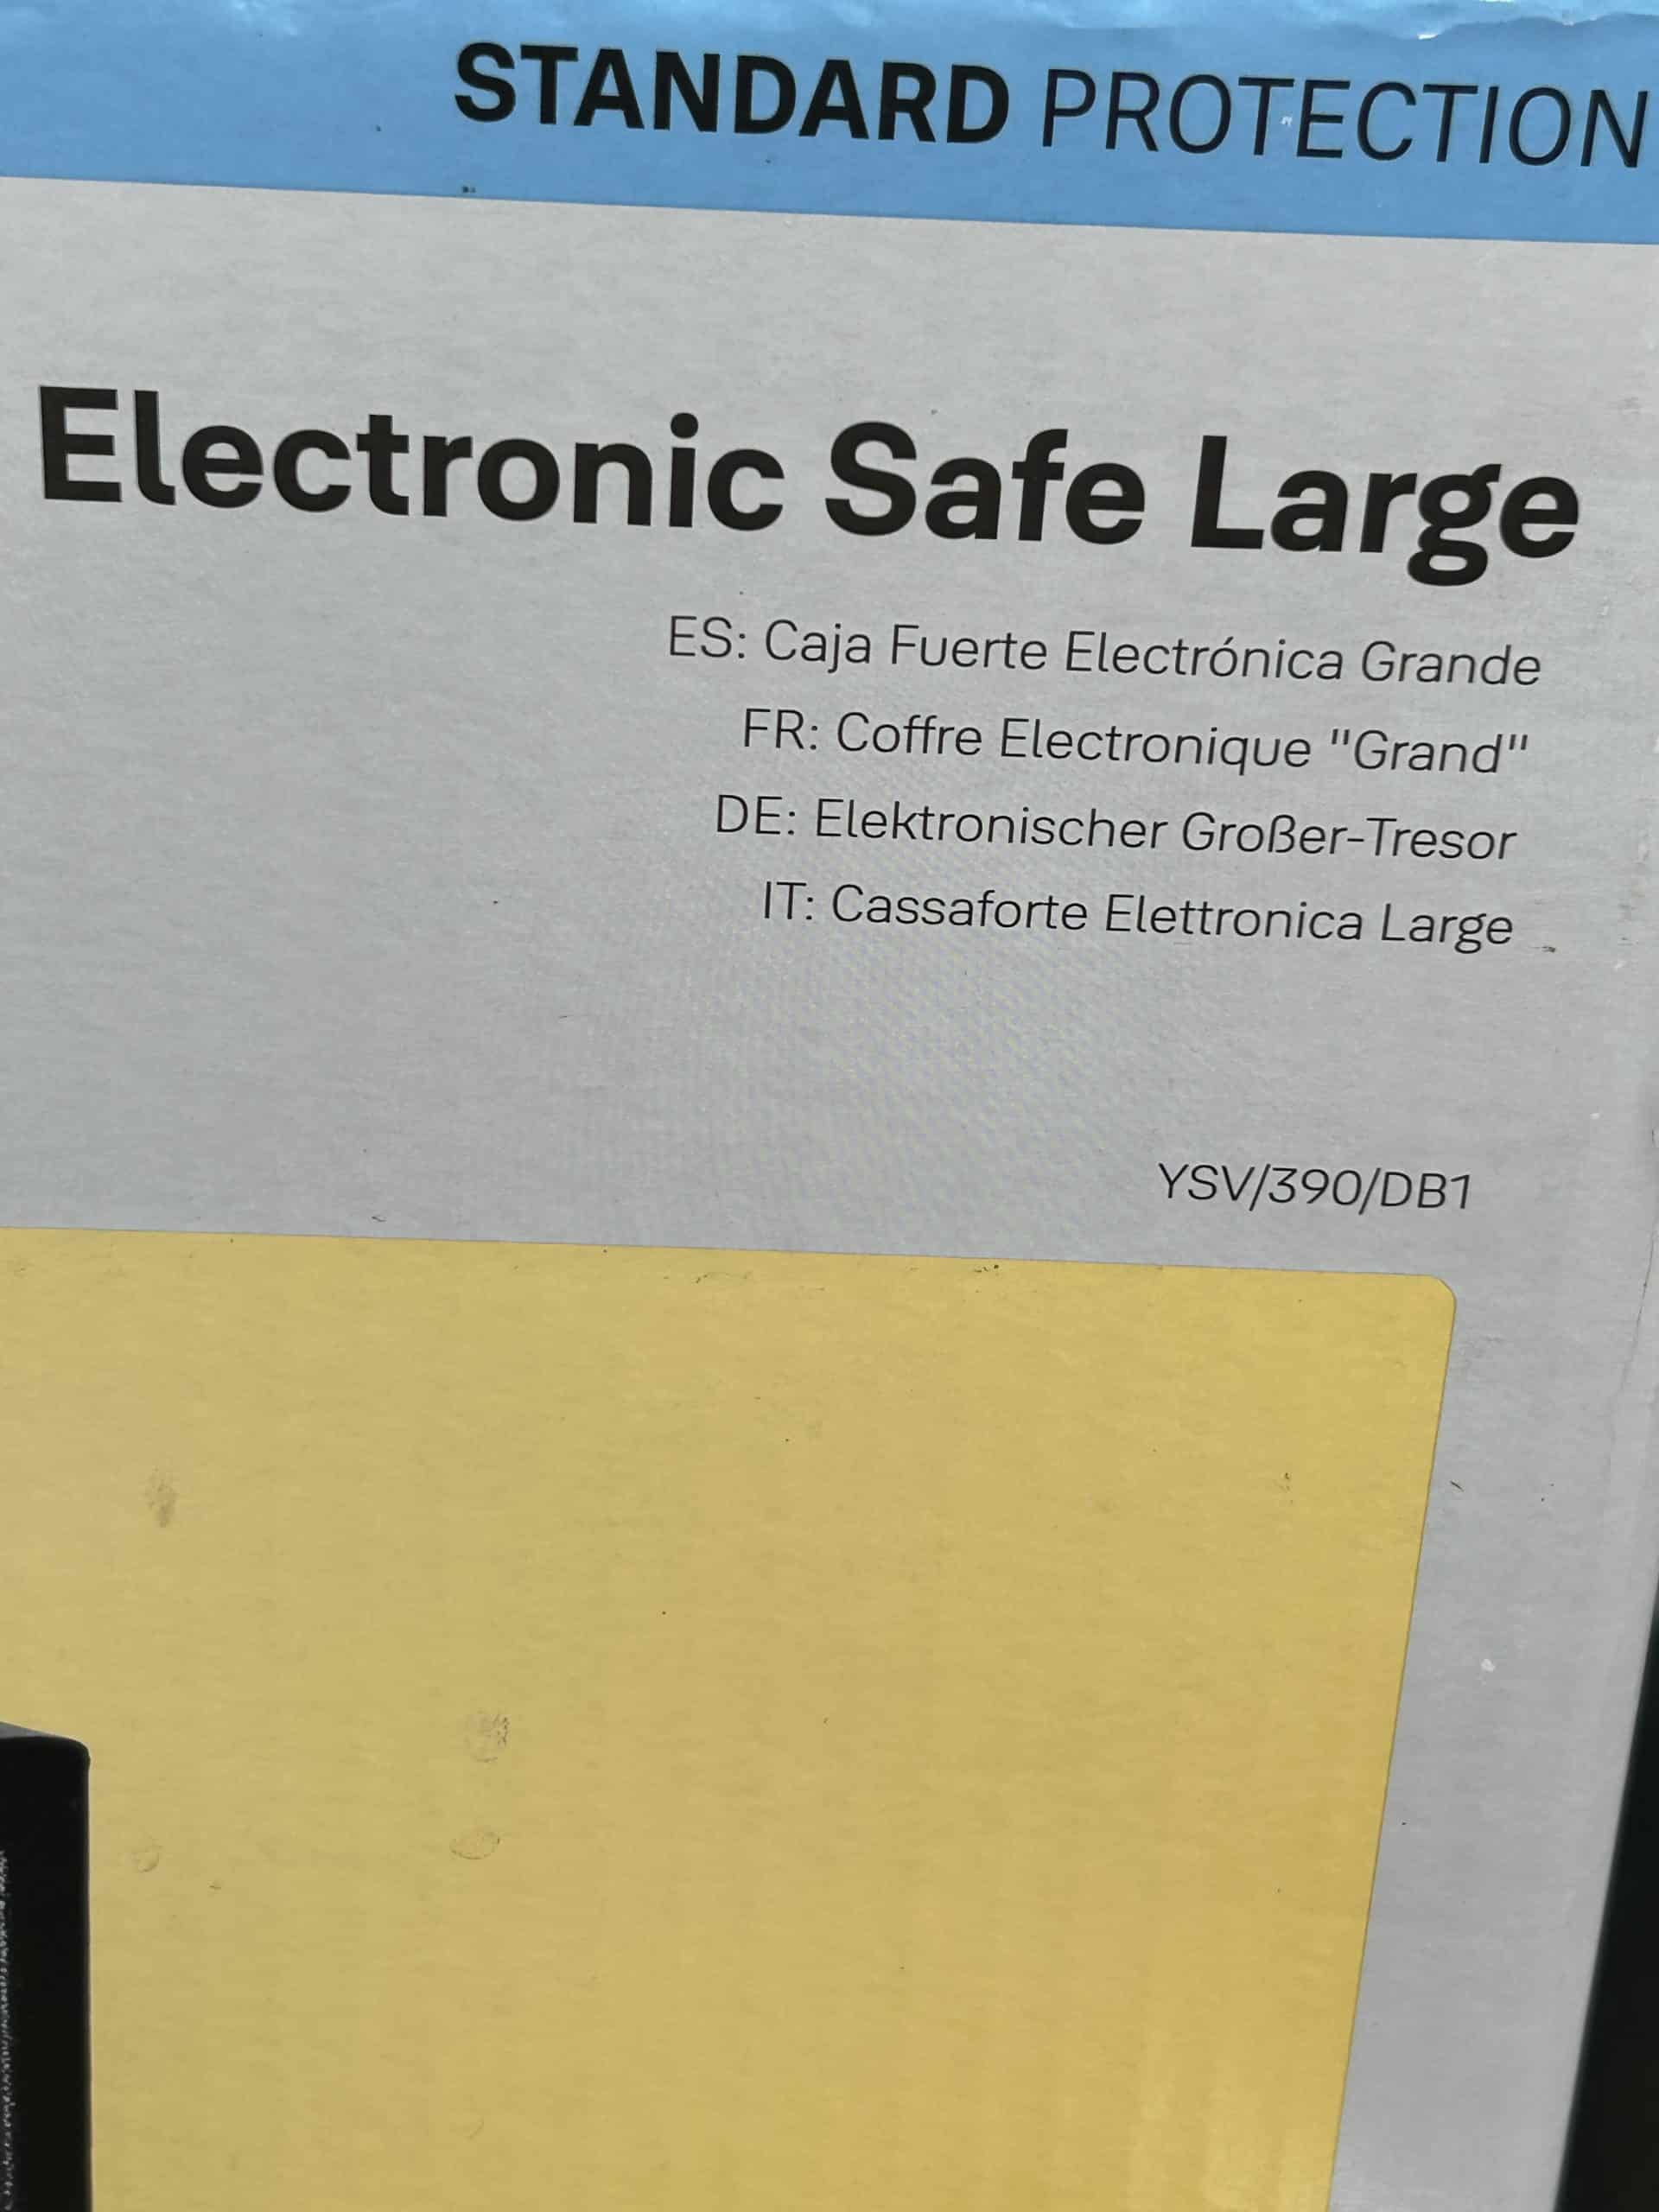 STANDARD PROTECTION
Electronic Safe Large
ES: Caja Fuerte Electrónica Grande
FR: Coffre Electronique "Grand"
DE: Elektronischer Großer-Tresor
IT: Cassaforte Elettronica Large
YSV/390/DB1